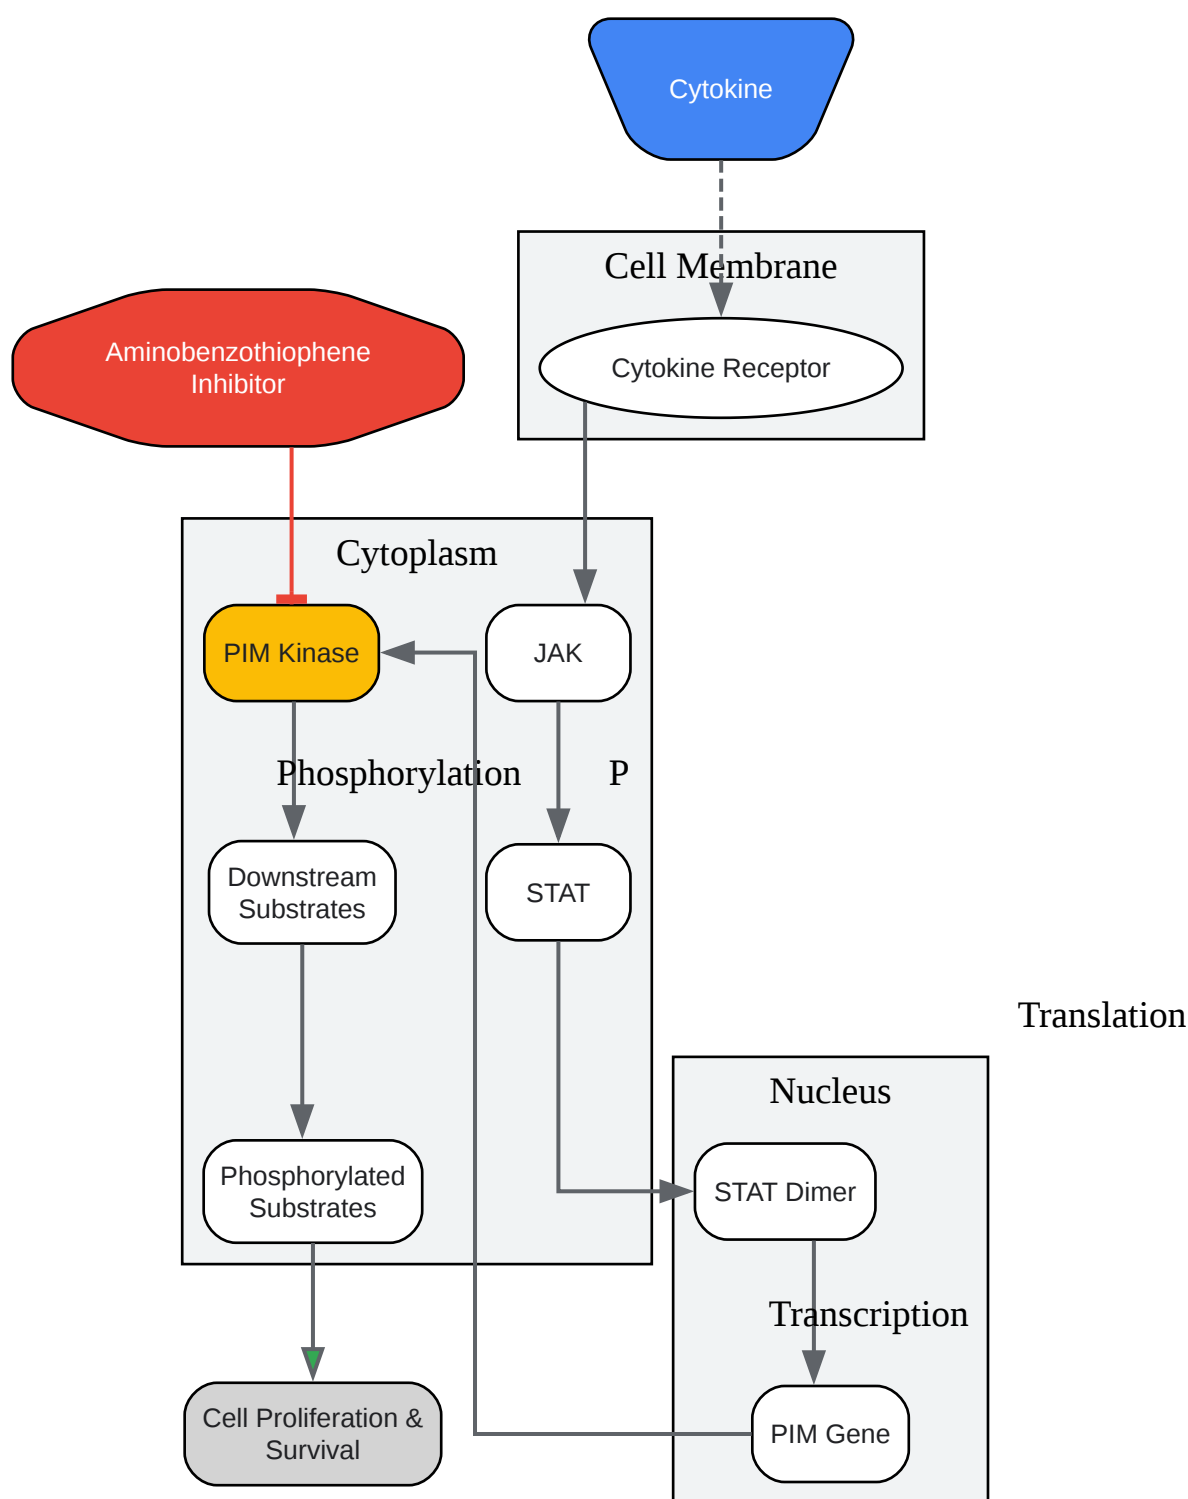 Cytokine
Cell Membrane
Aminobenzothiophene
Inhibitor
Cytokine Receptor
Cytoplasm
PIM Kinase
JAK
Phosphorylation
P
Downstream
Substrates
STAT
Translation
Nucleus
Phosphorylated
Substrates
STAT Dimer
Transcription
Cell Proliferation &
Survival
PIM Gene